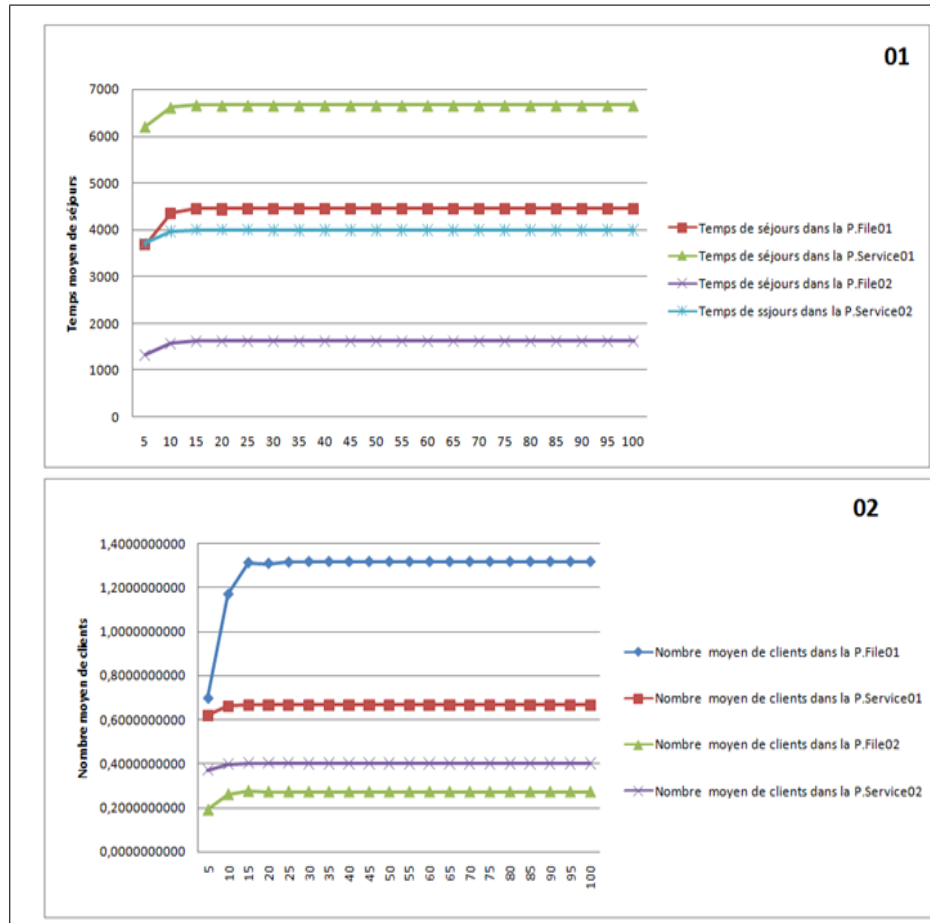 01
7000
6000
5000
4000
3000
2000
1000
0
Temps moyen de séjours
5 10 15 20 25 30 35 40 45 50 55 60 65 70 75 80 85 90 95 100
Temps de séjours dans la P.File01
Temps de séjours dans la P.Service01
Temps de séjours dans la P.File02
Temps de ssjours dans la P.Service02
02
1,4000000000
1,2000000000
1,0000000000
0,8000000000
0,6000000000
0,4000000000
0,2000000000
0,0000000000
Nombre moyen de clients
5 10 15 20 25 30 35 40 45 50 55 60 65 70 75 80 85 90 95 100
Nombre moyen de clients dans la P.File01
Nombre moyen de clients dans la P.Service01
Nombre moyen de clients dans la P.File02
Nombre moyen de clients dans la P.Service02